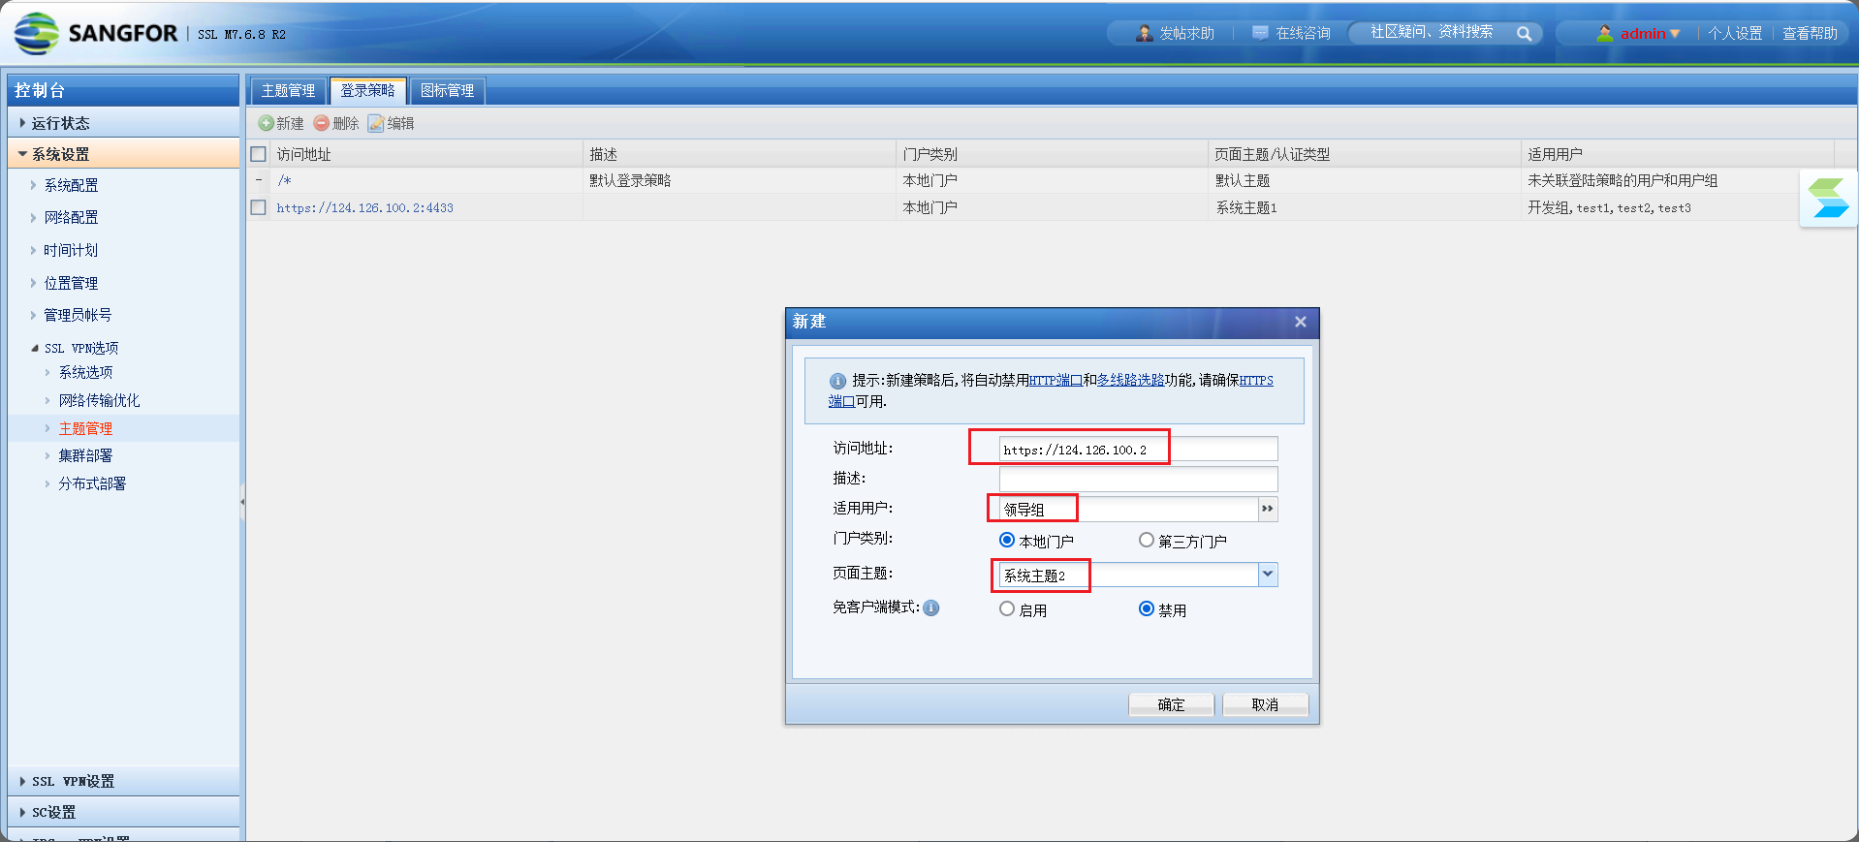 SANGFOR | SSL M7.6.8 R2
发帖求助
在线咨询
社区疑问、资料搜索
admin
个人设置
查看帮助
控制台
运行状态
系统设置
系统配置
网络配置
时间计划
位置管理
管理员帐号
SSL VPN选项
系统选项
网络传输优化
主题管理
集群部署
分布式部署
SSL VPN设置
SC设置
主题管理 登录策略 图标管理
新建 删除 编辑
访问地址 描述 门户类别 页面主题/认证类型 适用用户
- /* 默认登录策略 本地门户 默认主题 未关联登陆策略的用户和用户组
https://124.126.100.2:4433 本地门户 系统主题1 开发组,test1,test2,test3
新建
提示:新建策略后,将自动禁用HTTP端口和多线路选路功能,请确保HTTPS
端口可用.
访问地址: https://124.126.100.2
描述:
适用用户: 领导组
门户类别: 本地门户 第三方门户
页面主题: 系统主题2
免客户端模式: 启用 禁用
确定 取消